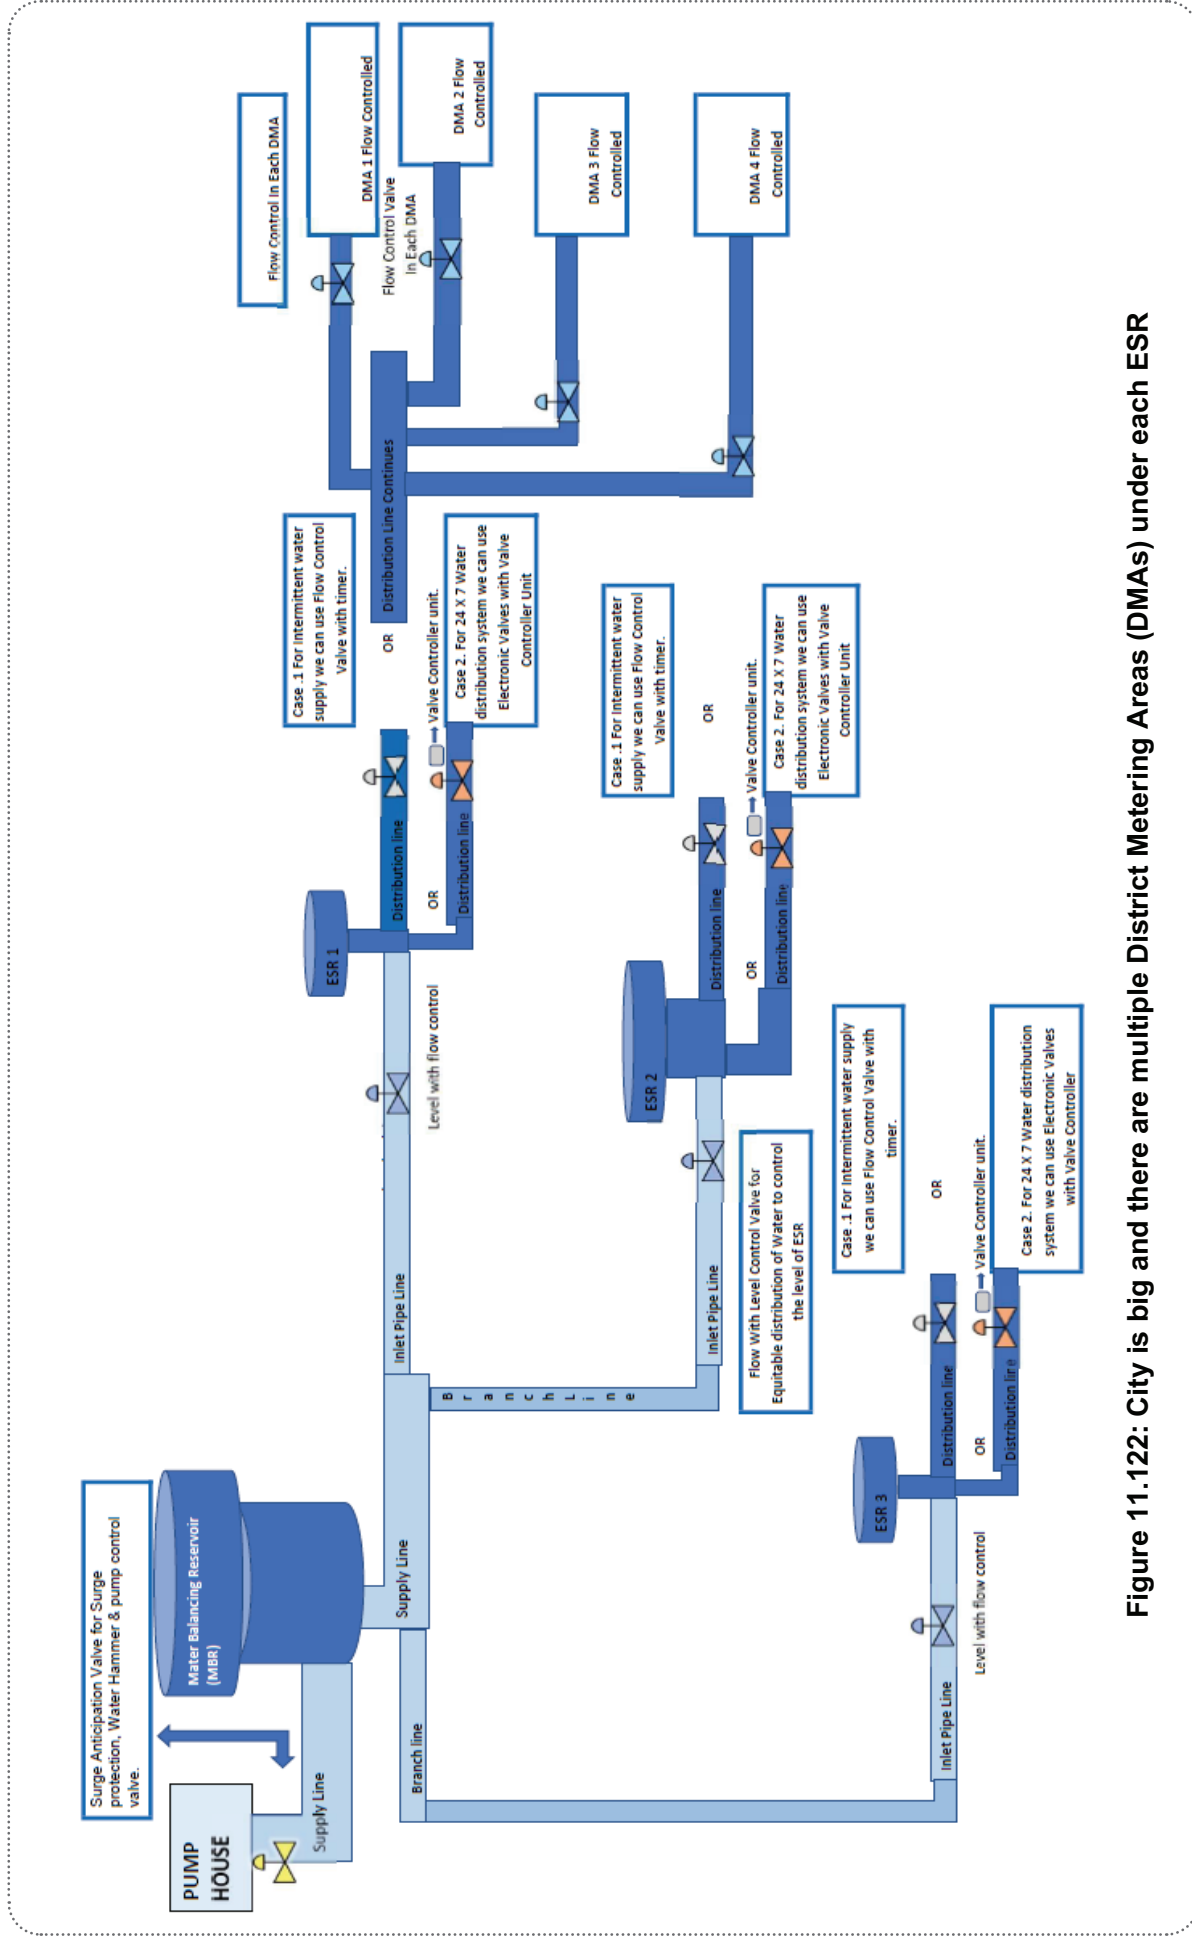 Surge Anticipation Valve for Surge
protection, Water Hammer & pump control
valve.
PUMP
HOUSE
Supply Line
Mater Balancing Reservoir
(MBR)
Supply Line
Branch line
Branch Line
Inlet Pipe Line
Level with flow control
ESR 1
Distribution line
OR
Distribution line
Valve Controller unit.
Case .1 For Intermittent water
supply we can use Flow Control
Valve with timer.
OR
Case 2. For 24 X 7 Water
distribution system we can use
Electronic Valves with Valve
Controller Unit
Distribution Line Continues
Flow Control In Each DMA
DMA 1 Flow Controlled
Flow Control Valve
In Each DMA
DMA 2 Flow
Controlled
DMA 3 Flow
Controlled
DMA 4 Flow
Controlled
Inlet Pipe Line
Flow With Level Control Valve for
Equitable distribution of Water to control
the level of ESR
ESR 2
Distribution line
OR
Distribution line
Valve Controller unit.
Case .1 For Intermittent water
supply we can use Flow Control
Valve with timer.
OR
Case 2. For 24 X 7 Water
distribution system we can use
Electronic Valves with Valve
Controller Unit
Inlet Pipe Line
Level with flow control
ESR 3
Distribution line
OR
Distribution line
Valve Controller unit.
Case .1 For Intermittent water supply
we can use Flow Control Valve with
timer.
OR
Case 2. For 24 X 7 Water distribution
system we can use Electronic Valves
with Valve Controller
Figure 11.122: City is big and there are multiple District Metering Areas (DMAs) under each ESR